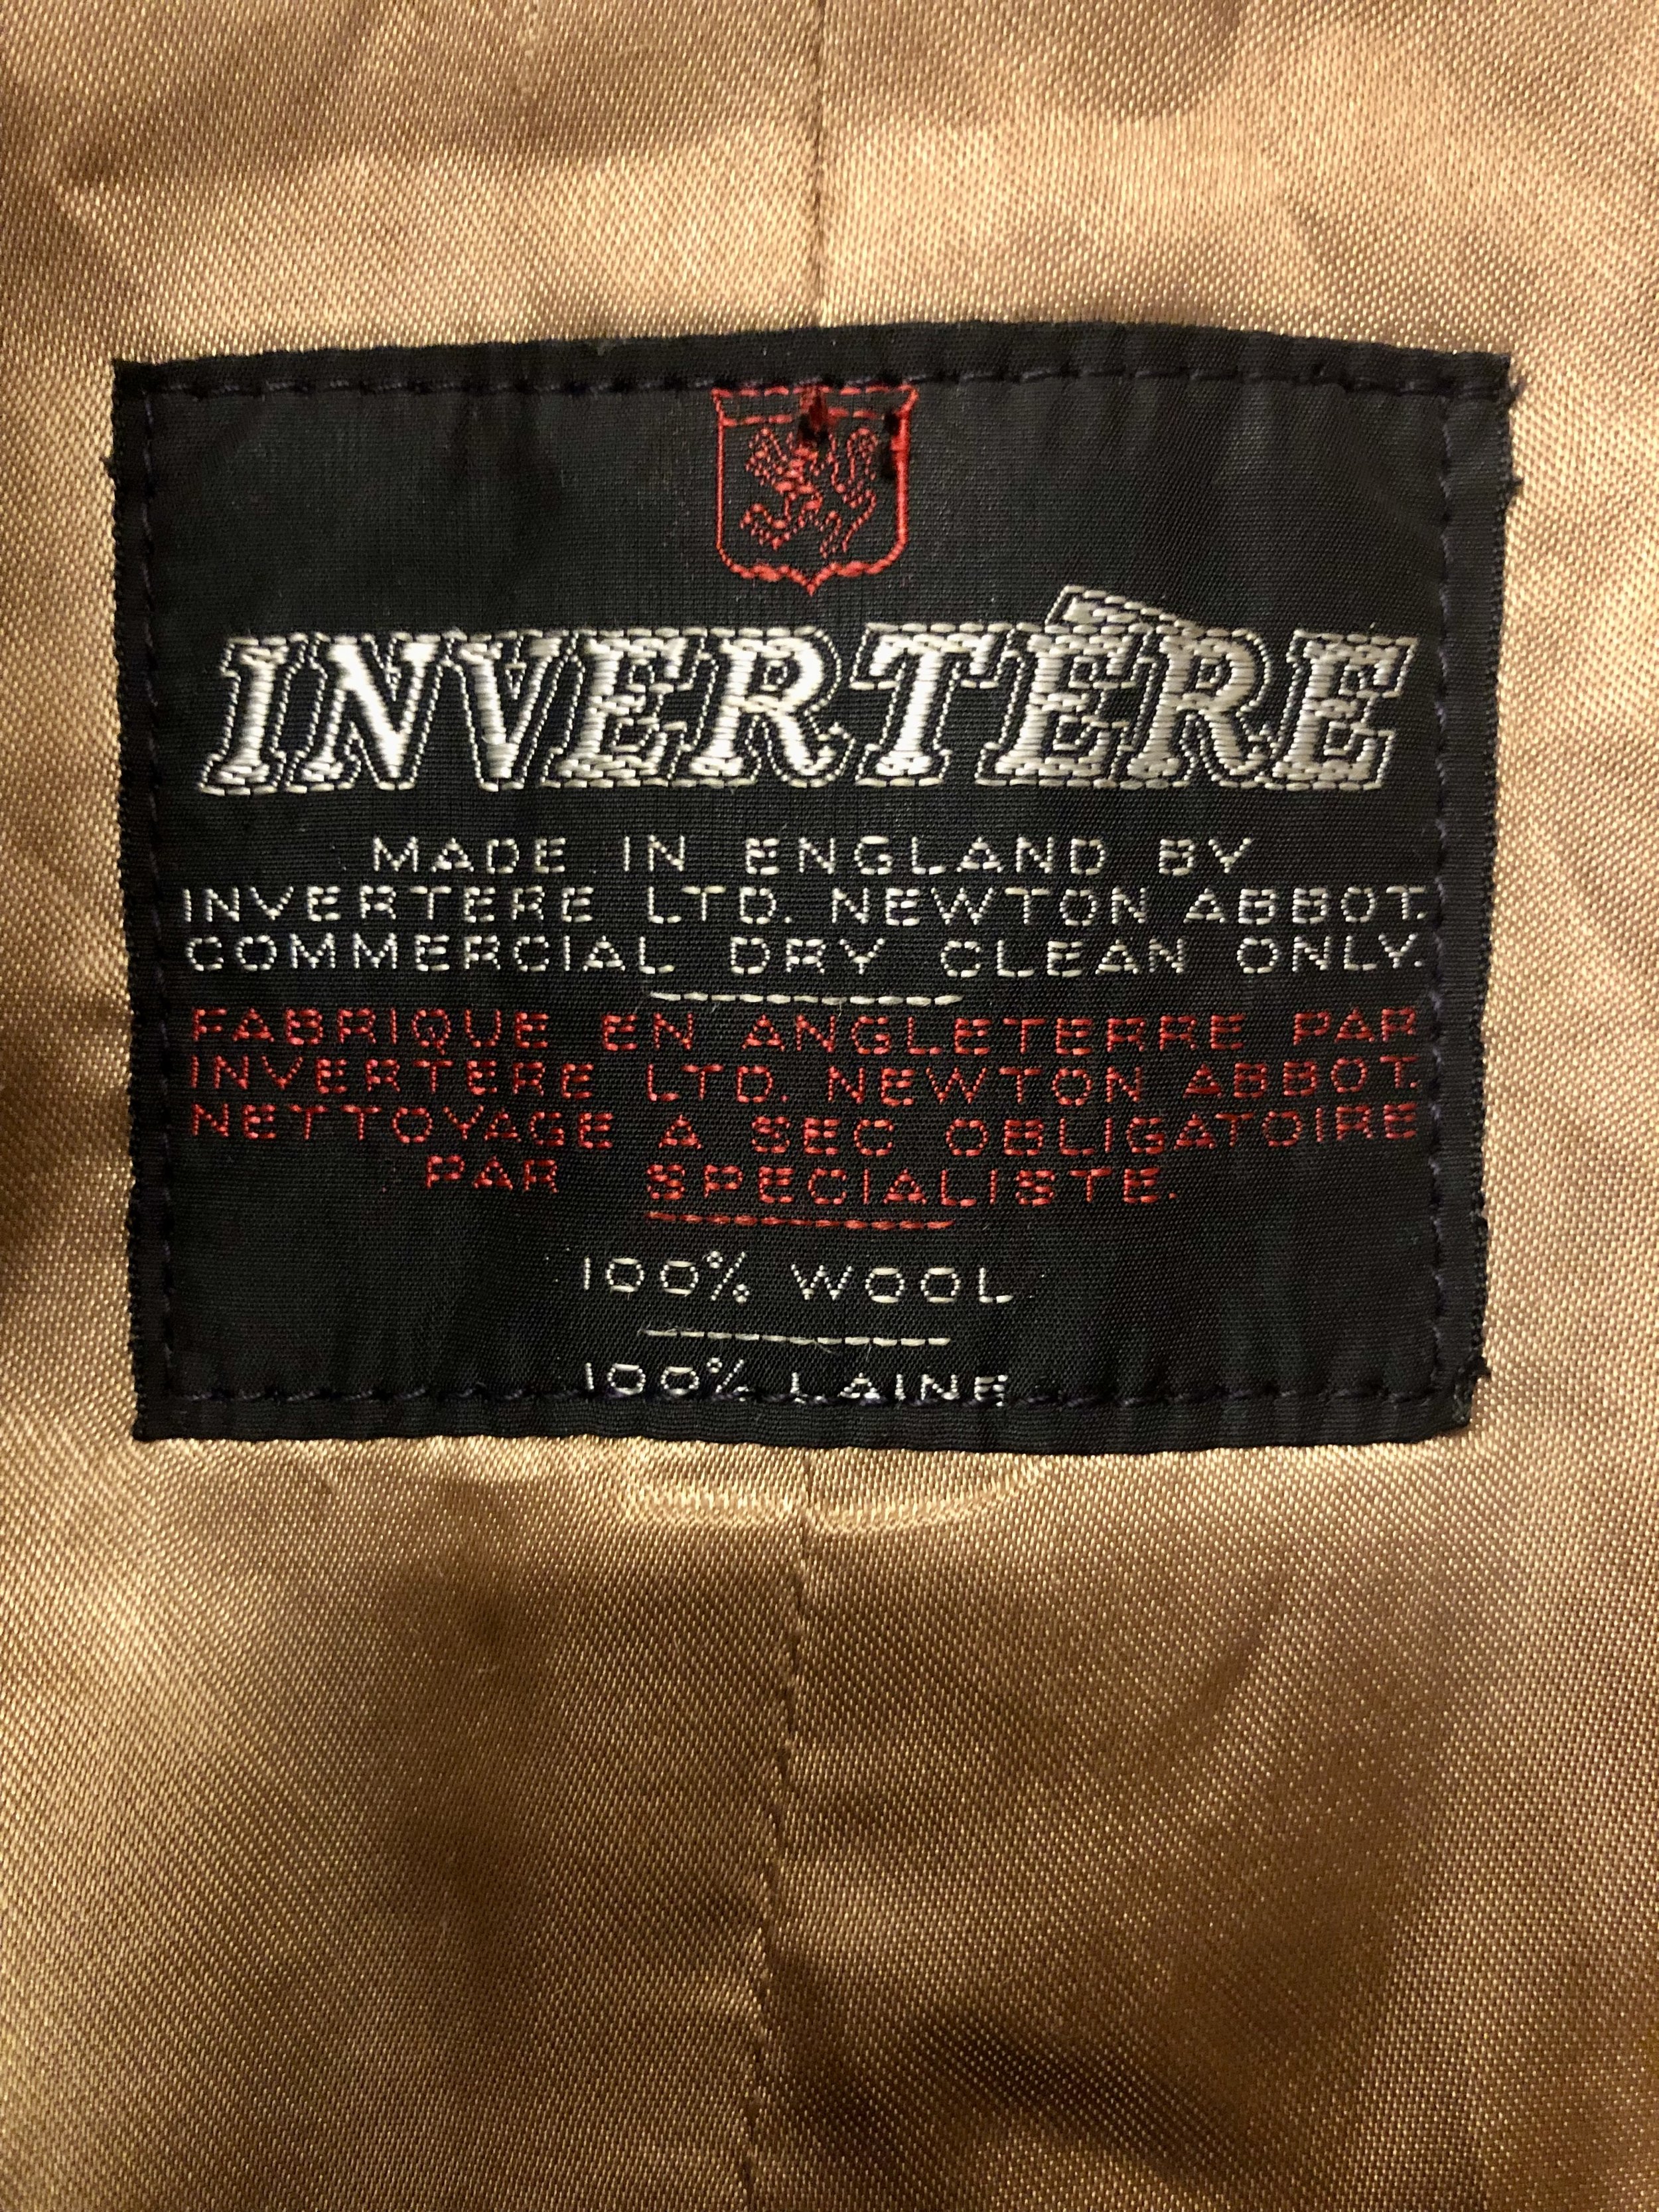 INVERTÈRE
MADE IN ENGLAND BY
INVERTERE LTD. NEWTON ABBOT.
COMMERCIAL DRY CLEAN ONLY.
FABRIQUE EN ANGLETERRE PAR
INVERTERE LTD. NEWTON ABBOT.
NETTOYAGE A SEC OBLIGATOIRE
PAR SPECIALISTE.
100% WOOL
100% LAINE